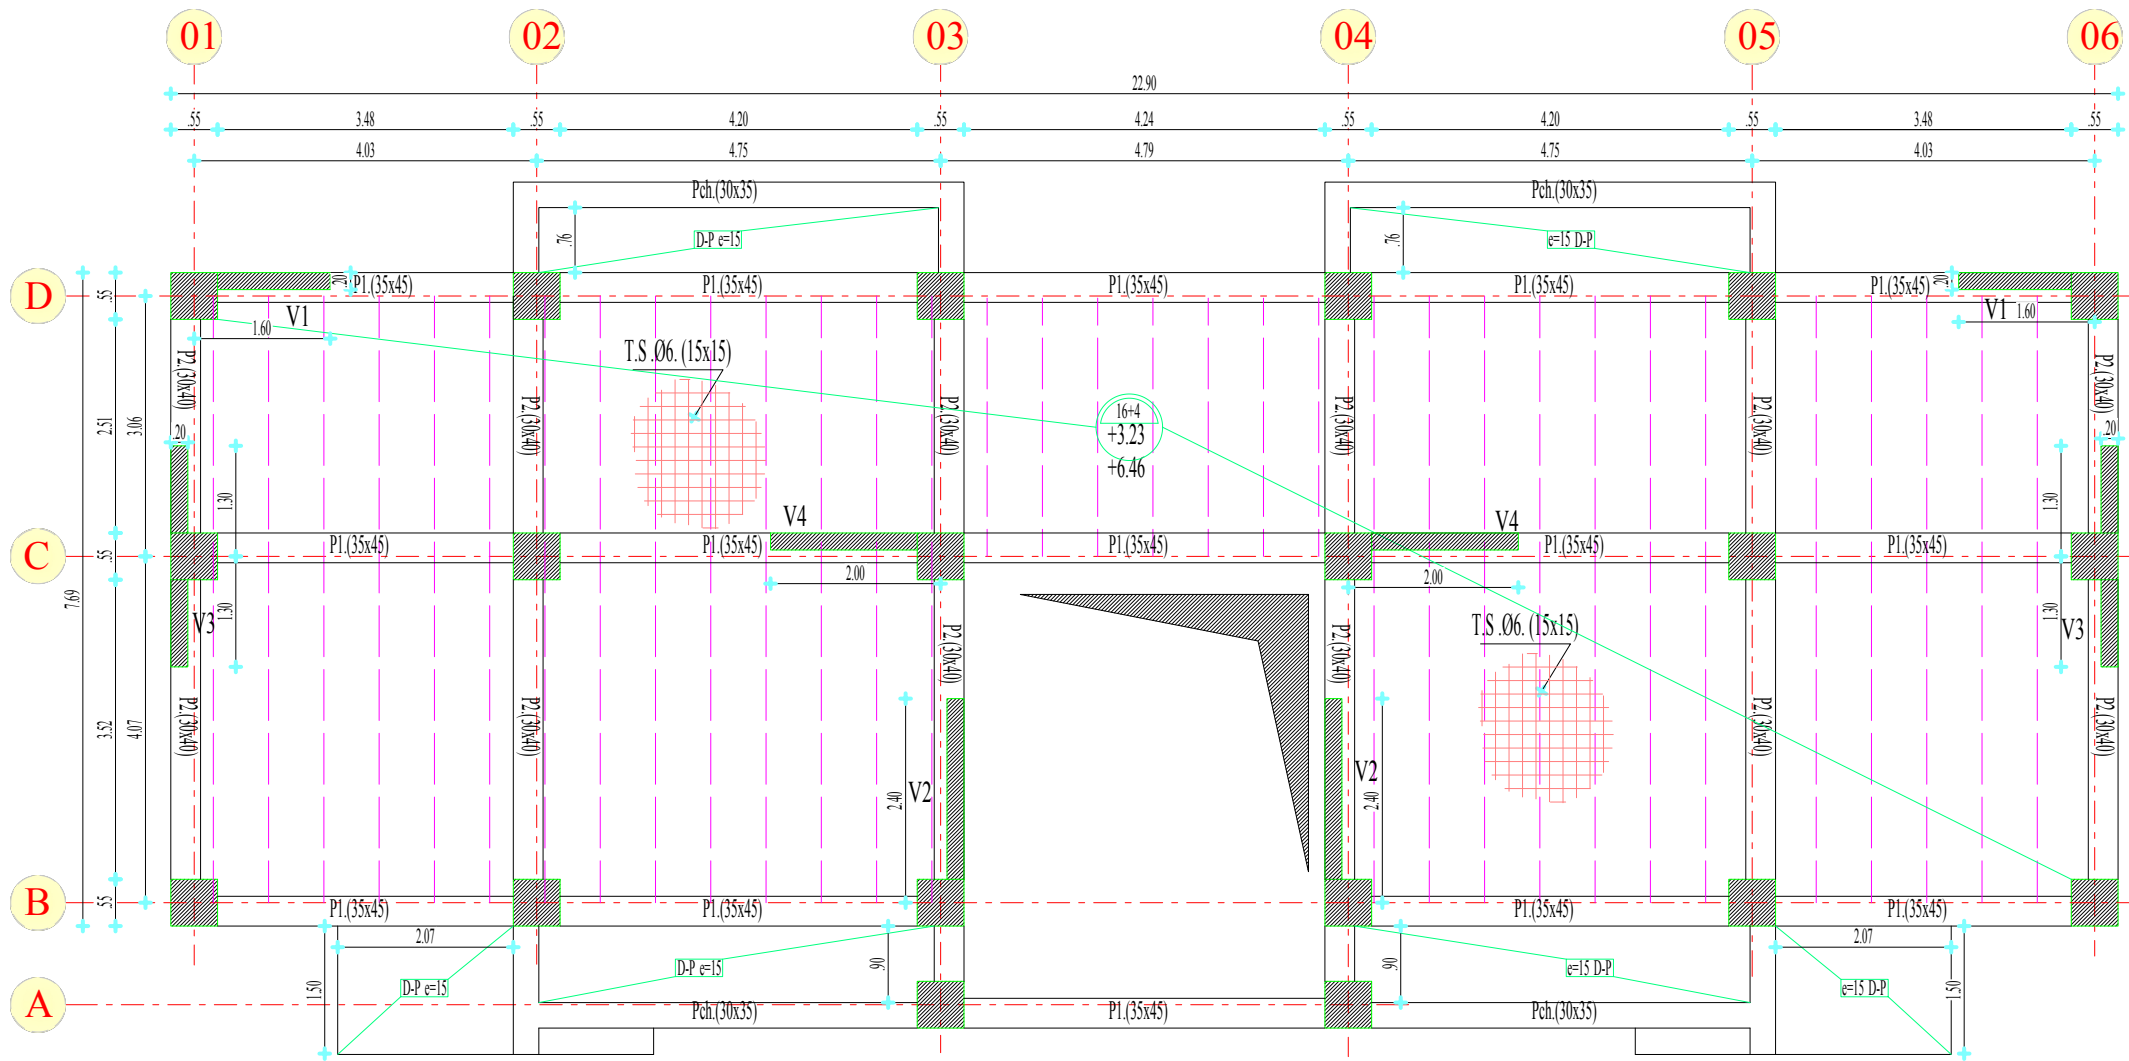 01 02 03 04 05 06
22.90
.55 3.48 .55 4.20 .55 4.24 .55 4.20 .55 3.48 .55
4.03 4.75 4.79 4.75 4.03
Pch.(30x35) Pch.(30x35)
.76 D-P e=15 e=15 D-P .76
D
.55 .20 P1.(35x45) P1.(35x45) P1.(35x45) P1.(35x45) P1.(35x45) .20
V1 1.60 V1 1.60
T.S .Ø6. (15x15)
P2.(30x40) P2.(30x40) P2.(30x40) P2.(30x40) P2.(30x40) P2.(30x40)
2.51 3.06
16+4
+3.23
+6.46
.20 .20
1.30 1.30
V4 V4
C
.55 P1.(35x45) P1.(35x45) P1.(35x45) P1.(35x45) P1.(35x45)
2.00 2.00
7.69
1.30 V3 1.30 V3
T.S .Ø6. (15x15)
P2.(30x40) P2.(30x40)
P2.(30x40) P2.(30x40) P2.(30x40) P2.(30x40)
3.52 4.07
2.40 V2 V2 2.40
B
.55 P1.(35x45) P1.(35x45) P1.(35x45) P1.(35x45)
2.07 2.07
1.50 D-P e=15 D-P e=15 .90 .90 e=15 D-P e=15 D-P 1.50
A
Pch.(30x35) P1.(35x45) Pch.(30x35)